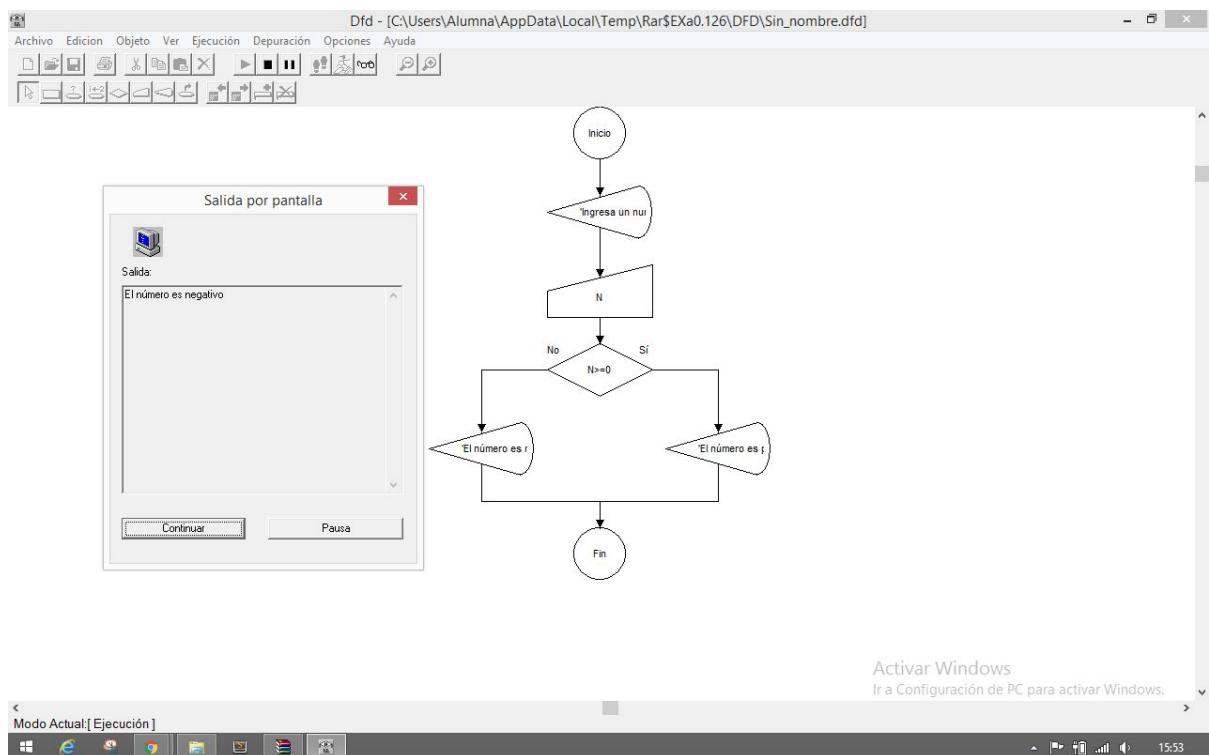 Dfd - [C:\Users\Alumna\AppData\Local\Temp\Rar$EXa0.126\DFD\Sin_nombre.dfd]
Archivo Edicion Objeto Ver Ejecución Depuración Opciones Ayuda
Inicio
Salida por pantalla
'Ingresa un nu
Salida:
El número es negativo
N
No Sí
N>=0
'El número es 'El número es
Continuar Pausa
Fin
Activar Windows
Ir a Configuración de PC para activar Windows.
Modo Actual:[ Ejecución ]
15:53